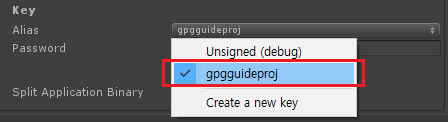 Key
Alias gpgguideproj
Password Unsigned (debug)
gpgguideproj
Split Application Binary
Create a new key